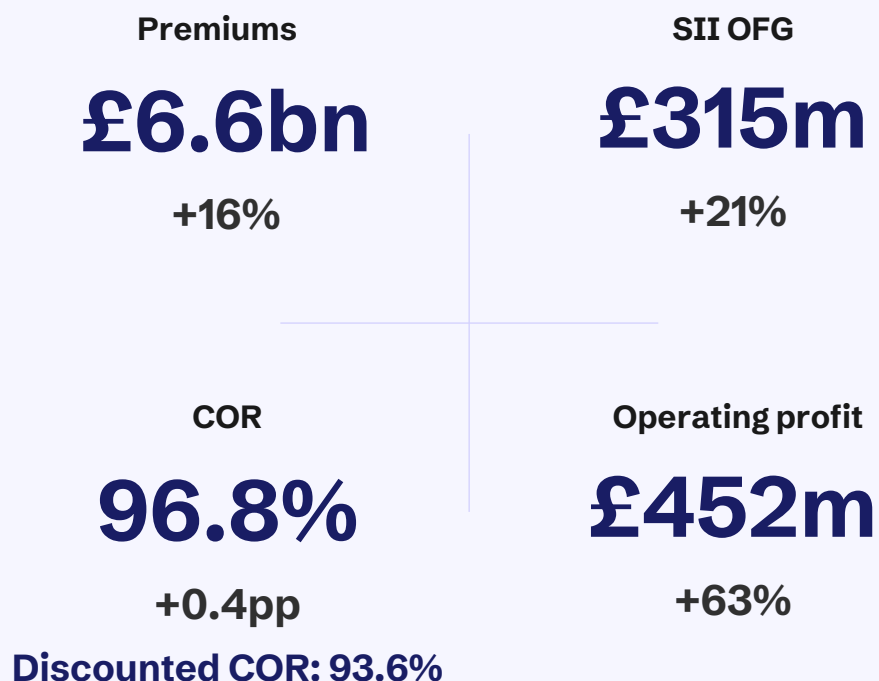 Premiums
£6.6bn
+16%
SII OFG
£315m
+21%
COR
96.8%
+0.4pp
Discounted COR: 93.6%
Operating profit
£452m
+63%